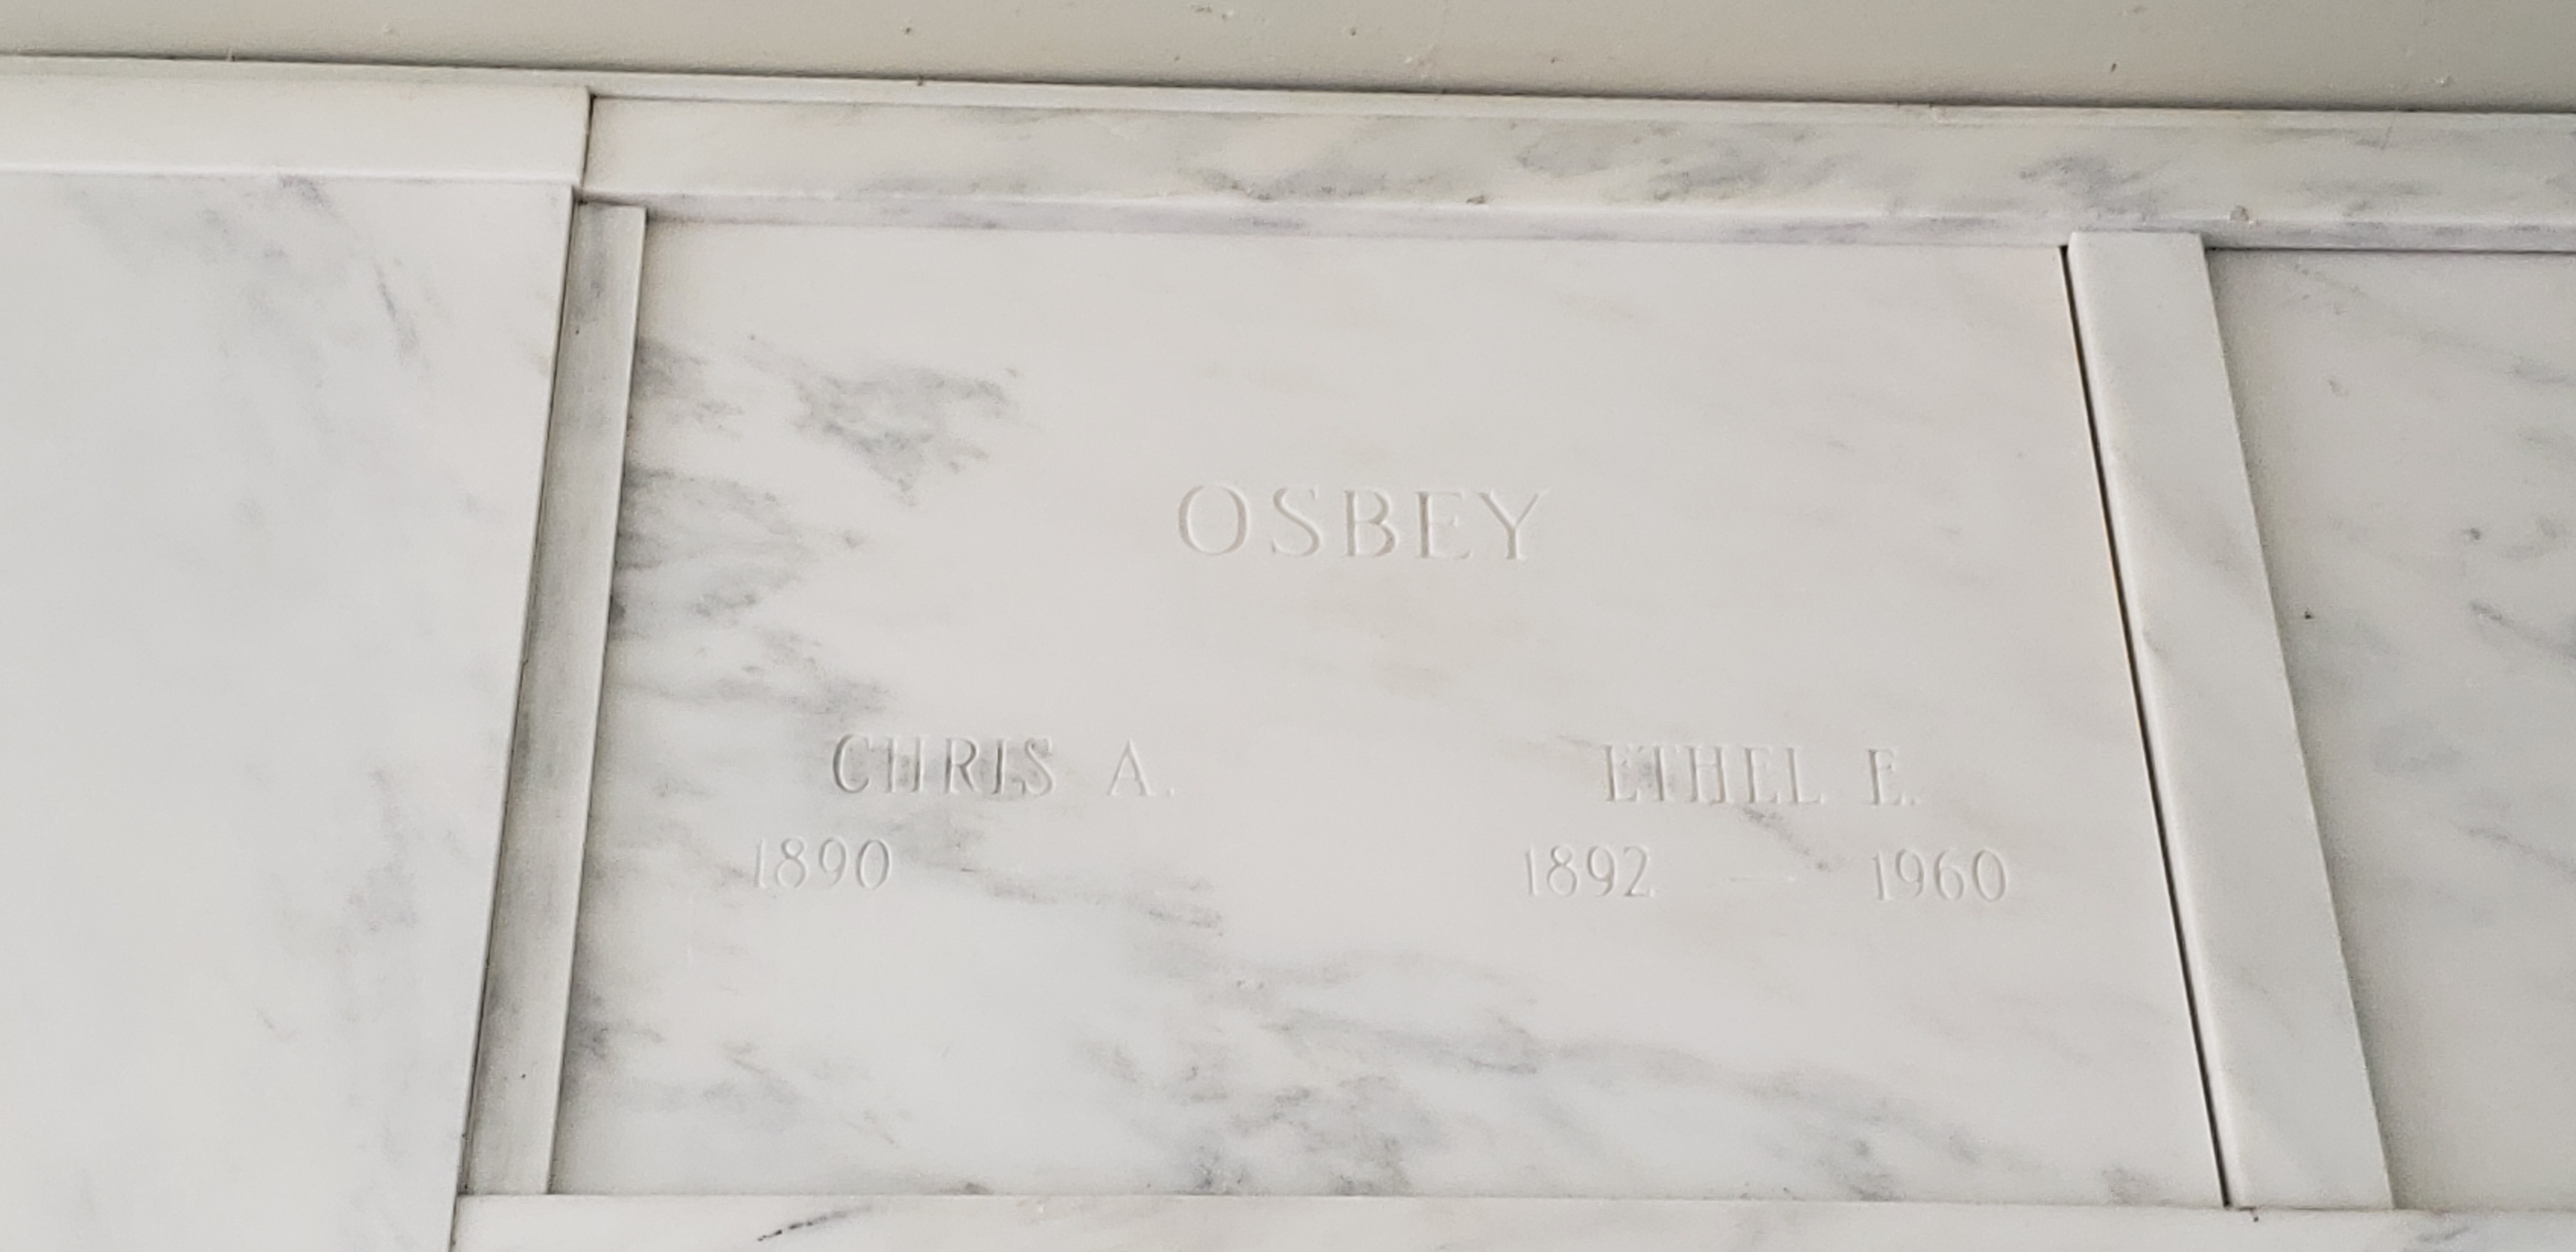 OSBEY
CHRIS A. ETHEL E.
1890 1892 — 1960